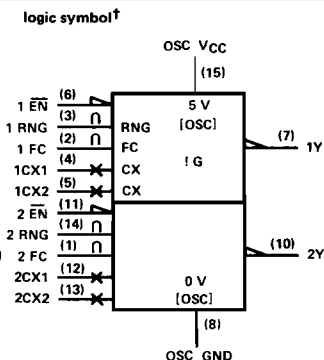 logic symbol†
OSC VCC
(15)
1 EN (6)
1 RNG (3)
1 FC (2)
1CX1 (4)
1CX2 (5)
2 EN (11)
2 RNG (14)
2 FC (1)
2CX1 (12)
2CX2 (13)
5 V
[OSC]
RNG
FC
! G
CX
CX
(7)
1Y
(10)
2Y
0 V
[OSC]
(8)
OSC GND